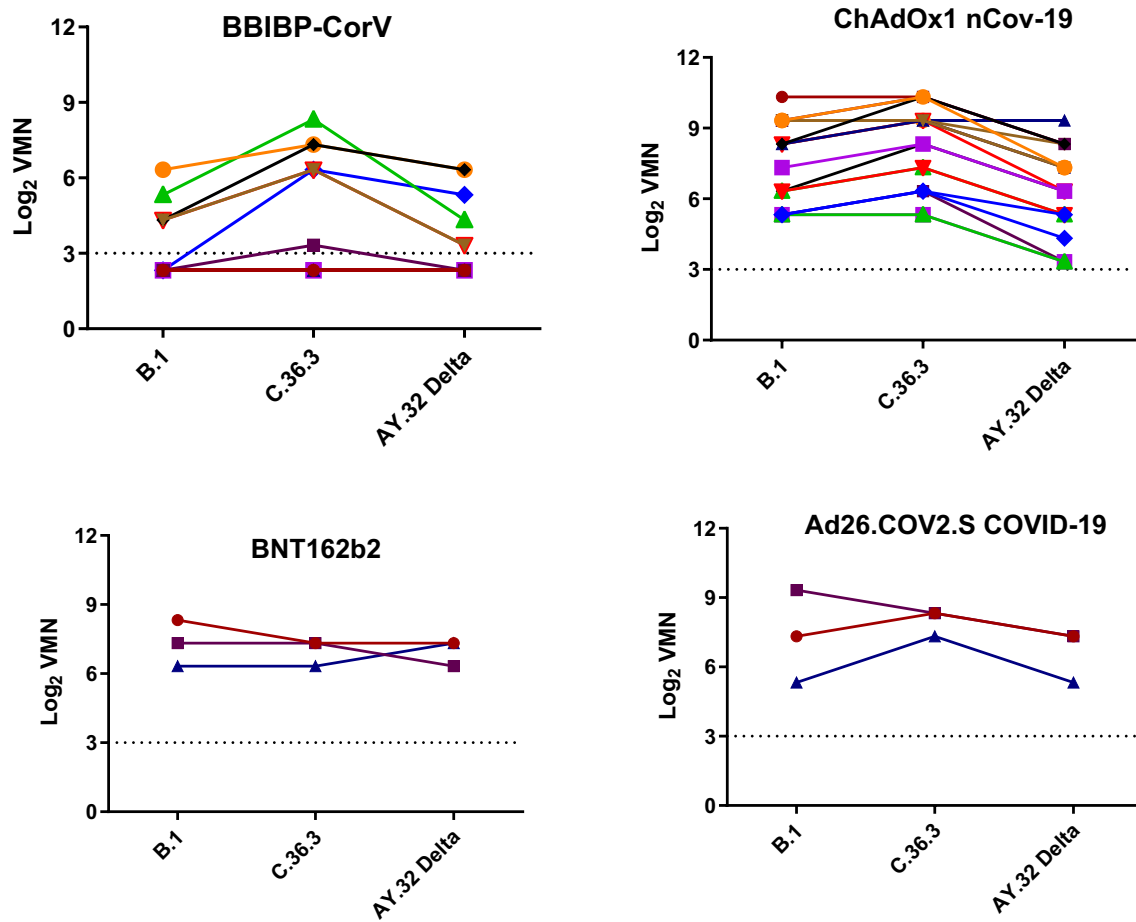 BBIBP-CorV
12
9
6
3
0
Log₂ VMN
B.1
C.36.3
AY.32 Delta
ChAdOx1 nCov-19
12
9
6
3
0
Log₂ VMN
B.1
C.36.3
AY.32 Delta
BNT162b2
12
9
6
3
0
Log₂ VMN
B.1
C.36.3
AY.32 Delta
Ad26.COV2.S COVID-19
12
9
6
3
0
Log₂ VMN
B.1
C.36.3
AY.32 Delta